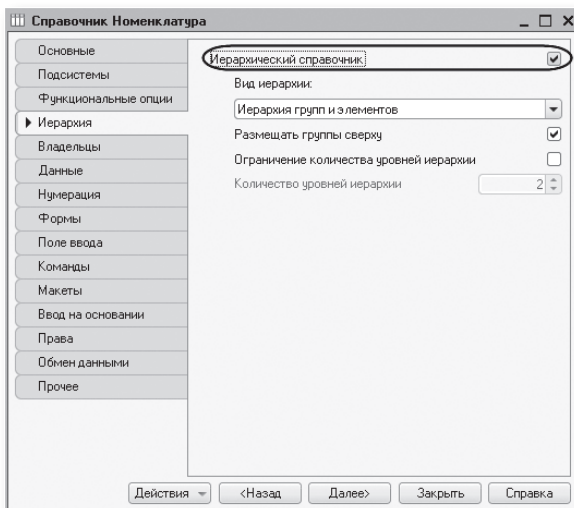 Справочник Номенклатура
Основные
Подсистемы
Функциональные опции
Иерархия
Владельцы
Данные
Нумерация
Формы
Поле ввода
Команды
Макеты
Ввод на основании
Права
Обмен данными
Прочее
Иерархический справочник
Вид иерархии:
Иерархия групп и элементов
Размещать группы сверху
Ограничение количества уровней иерархии
Количество уровней иерархии 2
Действия <Назад Далее> Закрыть Справка